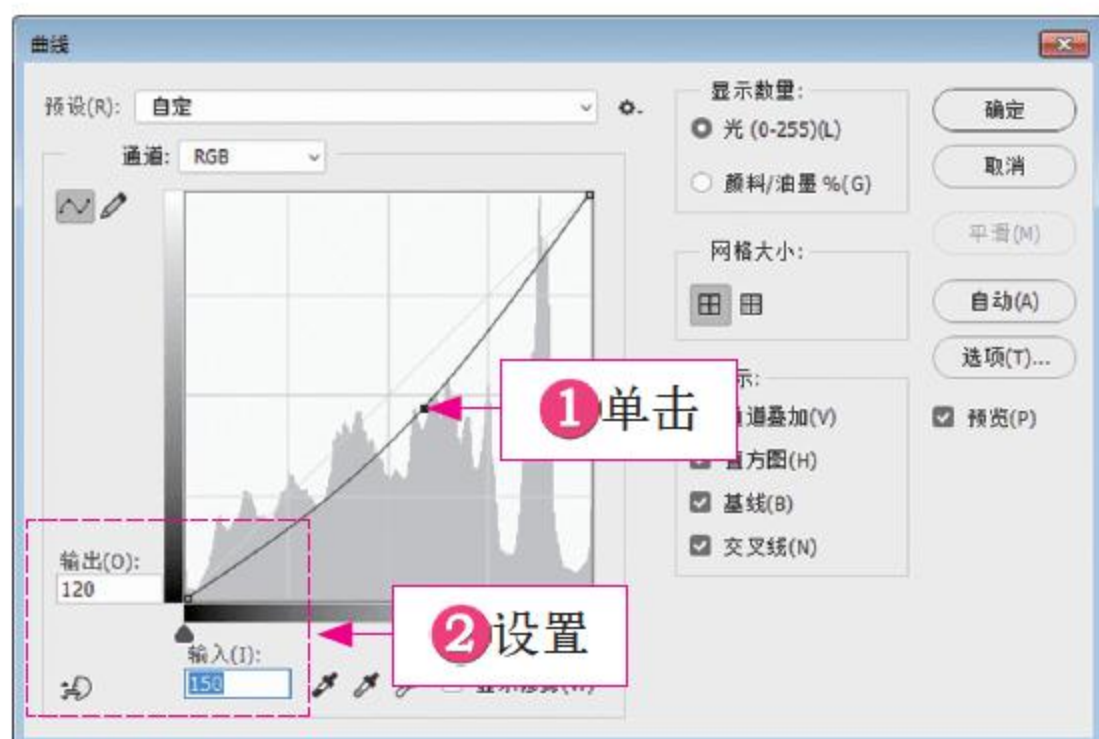 曲线
预设(R): 自定
通道: RGB
输出(O):
120
输入(I):
150
显示数量:
光 (0-255)(L)
颜料/油墨 %(G)
网格大小:
示:
道叠加(V)
直方图(H)
基线(B)
交叉线(N)
确定
取消
平滑(M)
自动(A)
选项(T)...
预览(P)
1单击
2设置